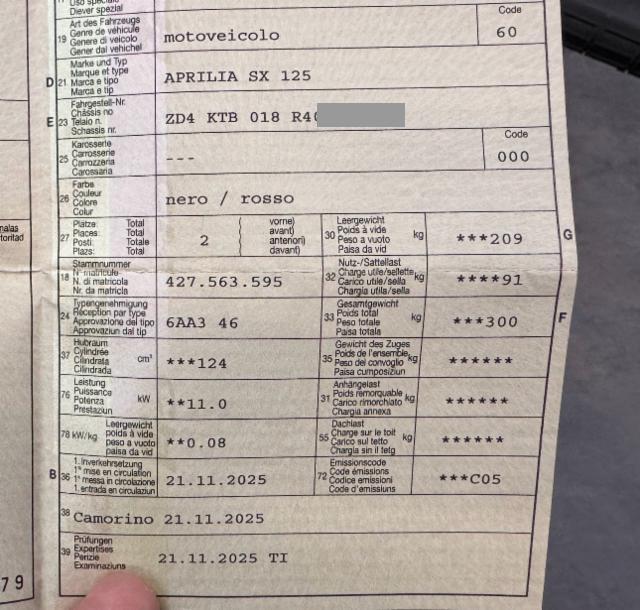 Uso speciale
Diever spezial
19 Art des Fahrzeugs
Genre de véhicule
Genere di veicolo
Gener dal vehichel
motoveicolo
Code
60
D 21 Marke und Typ
Marque et type
Marca e tipo
Marca e tip
APRILIA SX 125
E 23 Fahrgestell-Nr.
Châssis no
Telaio n.
Schassis nr.
ZD4 KTB 018 R4
25 Karosserie
Carrosserie
Carrozzeria
Carossaria
---
Code
000
26 Farbe
Couleur
Colore
Colur
nero / rosso
27 Plätze: Total
Places: Total
Posti: Totale
Plazs: Total
2
( vorne)
avant)
anteriori)
davant)
30 Leergewicht
Poids à vide
Peso a vuoto
Paisa da vid
kg
***209
G
18 Stammnummer
N° matricule
N. di matricola
Nr. da matricla
427.563.595
32 Nutz-/Sattellast
Charge utile/sellette
Carico utile/sella
Chargia utila/sella
kg
****91
24 Typengenehmigung
Réception par type
Approvazione del tipo
Approvaziun dal tip
6AA3 46
33 Gesamtgewicht
Poids total
Peso totale
Paisa totala
kg
***300
F
37 Hubraum
Cylindrée
Cilindrata
Cilindrada
cm³
***124
35 Gewicht des Zuges
Poids de l'ensemble
Peso del convoglio
Paisa cumposiziun
kg
******
76 Leistung
Puissance
Potenza
Prestaziun
kW
**11.0
31 Anhängelast
Poids remorquable
Carico rimorchiato
Chargia annexa
kg
******
78 kW/kg Leergewicht
poids à vide
peso a vuoto
paisa da vid
**0.08
55 Dachlast
Charge sur le toit
Carico sul tetto
Chargia sin il tetg
kg
******
B 36 1. Inverkehrsetzung
1re mise en circulation
1a messa in circolazione
1. entrada en circulaziun
21.11.2025
72 Emissionscode
Code émissions
Codice emissioni
Code d'emissiuns
***C05
38 Camorino 21.11.2025
39 Prüfungen
Expertises
Perizie
Examinaziuns
21.11.2025 TI
79